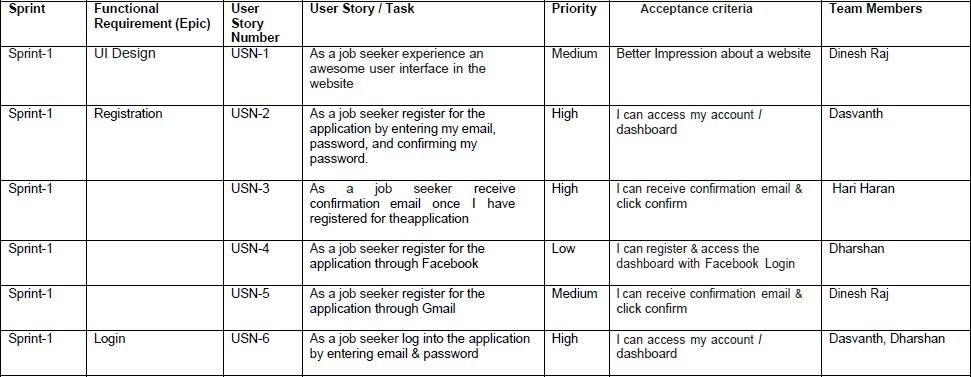 Sprint Functional Requirement (Epic) User Story Number User Story / Task Priority Acceptance criteria Team Members
Sprint-1 UI Design USN-1 As a job seeker experience an Medium Better Impression about a website Dinesh Raj
awesome user interface in the
website
Sprint-1 Registration USN-2 As a job seeker register for the High I can access my account / Dasvanth
application by entering my email, dashboard
password, and confirming my
password.
Sprint-1 USN-3 As a job seeker receive High I can receive confirmation email & Hari Haran
confirmation email once I have click confirm
registered for theapplication
Sprint-1 USN-4 As a job seeker register for the Low I can register & access the Dharshan
application through Facebook dashboard with Facebook Login
Sprint-1 USN-5 As a job seeker register for the Medium I can receive confirmation email & Dinesh Raj
application through Gmail click confirm
Sprint-1 Login USN-6 As a job seeker log into the application High I can access my account / Dasvanth, Dharshan
by entering email & password dashboard